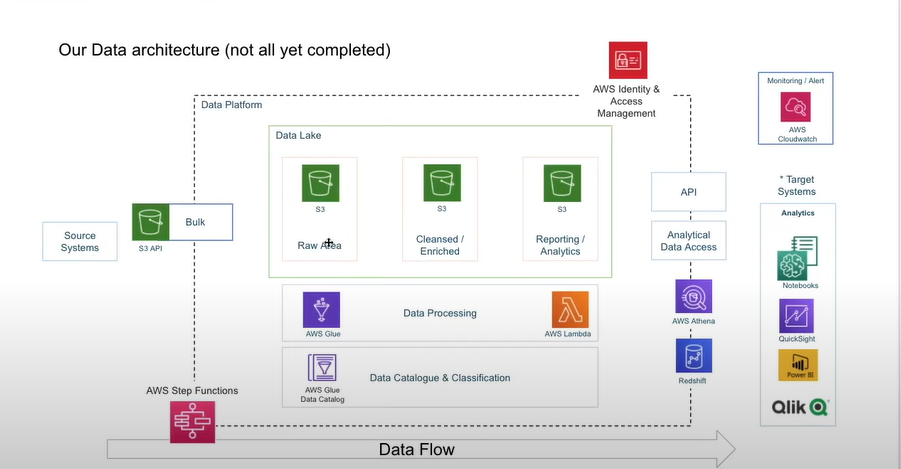 Our Data architecture (not all yet completed)
AWS Identity &
Access
Management
Monitoring / Alert
AWS
Cloudwatch
Data Platform
Data Lake
S3
S3
S3
Raw Area
Cleansed /
Enriched
Reporting /
Analytics
Source
Systems
S3 API
Bulk
API
Analytical
Data Access
* Target
Systems
Analytics
Notebooks
QuickSight
Power BI
Qlik
AWS Glue
Data Processing
AWS Lambda
AWS Athena
AWS Glue
Data Catalog
Data Catalogue & Classification
Redshift
AWS Step Functions
Data Flow